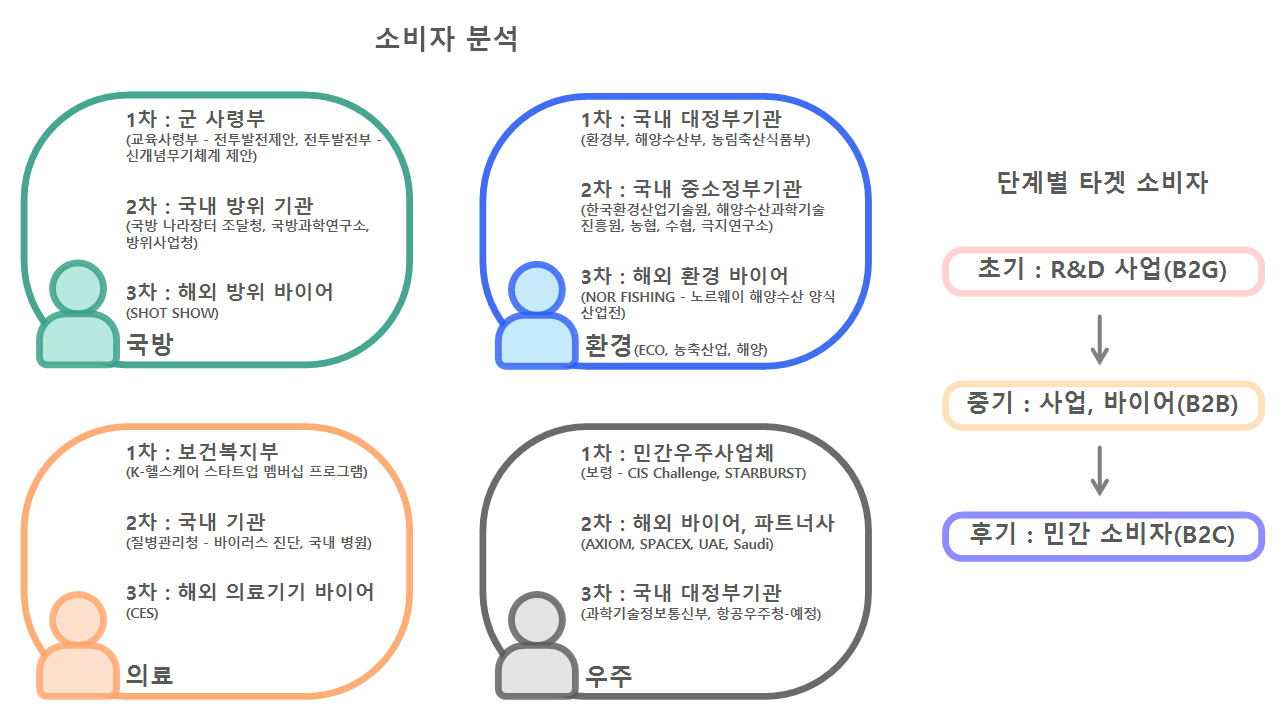 소비자 분석
1차 : 군 사령부
(교육사령부 - 전투발전제안, 전투발전부 -
신개념무기체계 제안)
2차 : 국내 방위 기관
(국방 나라장터 조달청, 국방과학연구소,
방위사업청)
3차 : 해외 방위 바이어
(SHOT SHOW)
국방
1차 : 국내 대정부기관
(환경부, 해양수산부, 농림축산식품부)
2차 : 국내 중소정부기관
(한국환경산업기술원, 해양수산과학기술
진흥원, 농협, 수협, 극지연구소)
3차 : 해외 환경 바이어
(NOR FISHING - 노르웨이 해양수산 양식
산업전)
환경(ECO, 농축산업, 해양)
1차 : 보건복지부
(K-헬스케어 스타트업 멤버십 프로그램)
2차 : 국내 기관
(질병관리청 - 바이러스 진단, 국내 병원)
3차 : 해외 의료기기 바이어
(CES)
의료
1차 : 민간우주사업체
(보령 - CIS Challenge, STARBURST)
2차 : 해외 바이어, 파트너사
(AXIOM, SPACEX, UAE, Saudi)
3차 : 국내 대정부기관
(과학기술정보통신부, 항공우주청-예정)
우주
단계별 타겟 소비자
초기 : R&D 사업(B2G)
중기 : 사업, 바이어(B2B)
후기 : 민간 소비자(B2C)